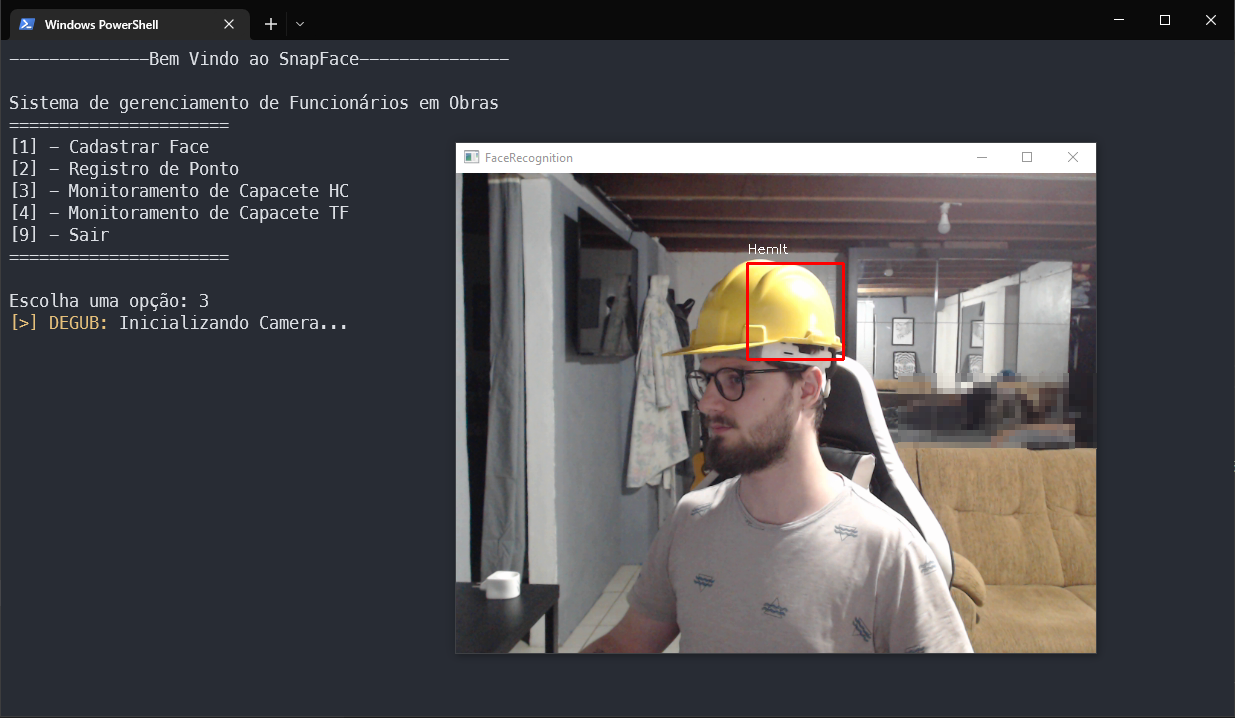 Windows PowerShell
--------------Bem Vindo ao SnapFace---------------
Sistema de gerenciamento de Funcionários em Obras
======================
[1] - Cadastrar Face
[2] - Registro de Ponto
[3] - Monitoramento de Capacete HC
[4] - Monitoramento de Capacete TF
[9] - Sair
======================
Escolha uma opção: 3
[>] DEGUB: Inicializando Camera...
FaceRecognition
Hemlt